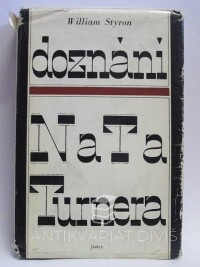 William Styron
doznání
NaTa
Turnera
ANTIKVARIÁT DIVIŠ